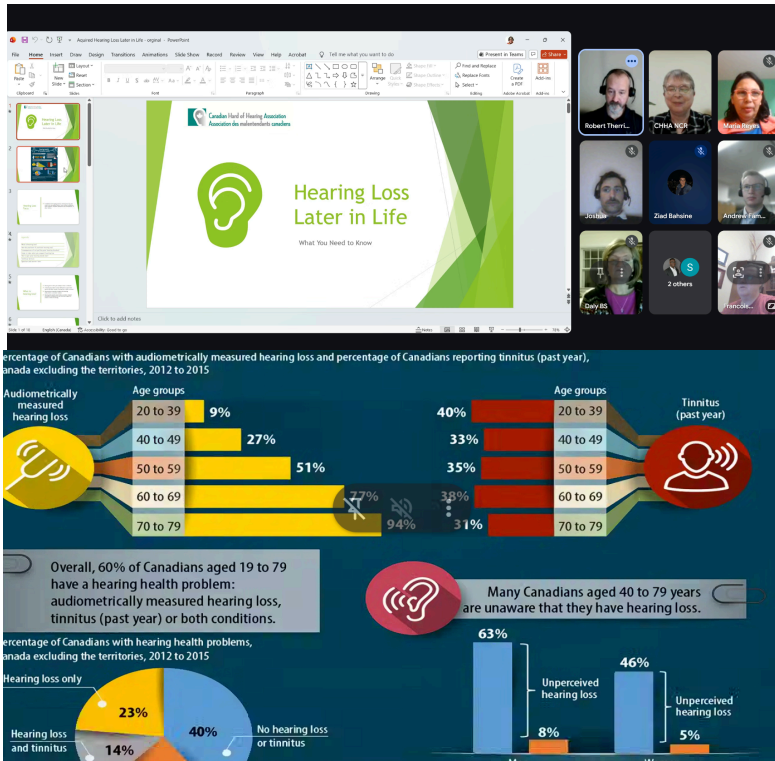 Acquired Hearing Loss Later in Life - orginal - PowerPoint
File Home Insert Draw Design Transitions Animations Slide Show Record Review View Help Acrobat Tell me what you want to do
Present in Teams Share
Paste
New Slide
Layout
Reset
Section
Arrange
Shape Fill
Shape Outline
Shape Effects
Find and Replace
Replace Fonts
Select
Create a PDF
Add-ins
Clipboard Slides Font Paragraph Drawing Editing Adobe Acrobat Add-ins
1
2
3
4
5
6
Canadian Hard of Hearing Association
Association des malentendants canadiens
Hearing Loss
Later in Life
What You Need to Know
Click to add notes
English (Canada) Accessibility: Good to go
Notes
Robert Therri...
CHHA NCR
Maria Reyes
Joshua
Ziad Bahsine
Andrew Fam...
Daly BS
S
2 others
Francois...
ercentage of Canadians with audiometrically measured hearing loss and percentage of Canadians reporting tinnitus (past year),
anada excluding the territories, 2012 to 2015
Audiometrically
measured
hearing loss
Age groups
20 to 39 9%
40 to 49 27%
50 to 59 51%
60 to 69 77%
70 to 79 94%
Age groups
40% 20 to 39
33% 40 to 49
35% 50 to 59
38% 60 to 69
31% 70 to 79
Tinnitus
(past year)
Overall, 60% of Canadians aged 19 to 79
have a hearing health problem:
audiometrically measured hearing loss,
tinnitus (past year) or both conditions.
Many Canadians aged 40 to 79 years
are unaware that they have hearing loss.
ercentage of Canadians with hearing health problems,
anada excluding the territories, 2012 to 2015
Hearing loss only
23%
Hearing loss
and tinnitus
14%
40%
No hearing loss
or tinnitus
63%
Unperceived
hearing loss
8%
46%
Unperceived
hearing loss
5%